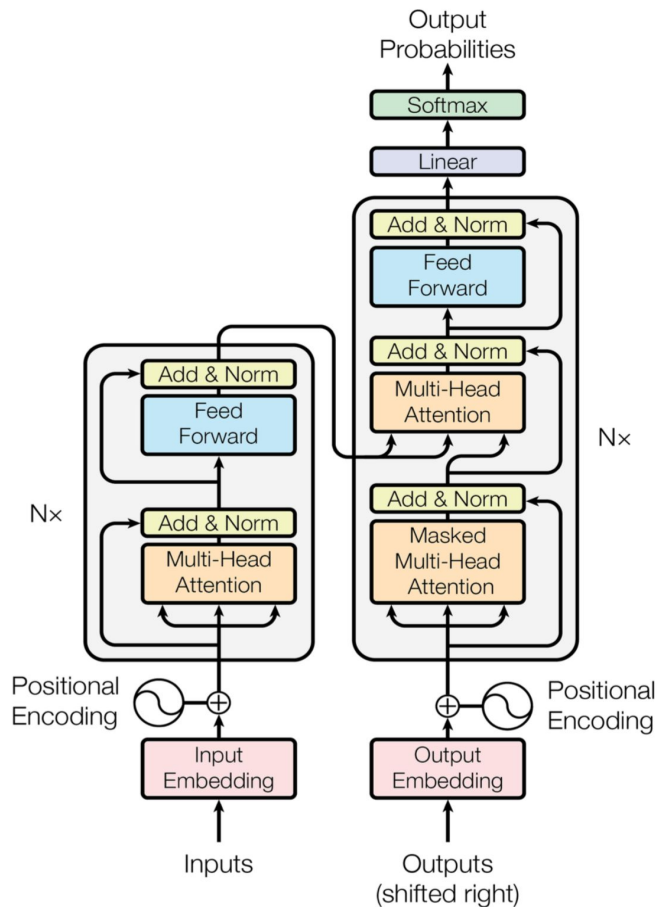 Output
Probabilities
Softmax
Linear
Add & Norm
Feed
Forward
Add & Norm
Multi-Head
Attention
Add & Norm
Masked
Multi-Head
Attention
N×
Add & Norm
Feed
Forward
Add & Norm
Multi-Head
Attention
N×
Positional
Encoding
Positional
Encoding
Input
Embedding
Output
Embedding
Inputs
Outputs
(shifted right)